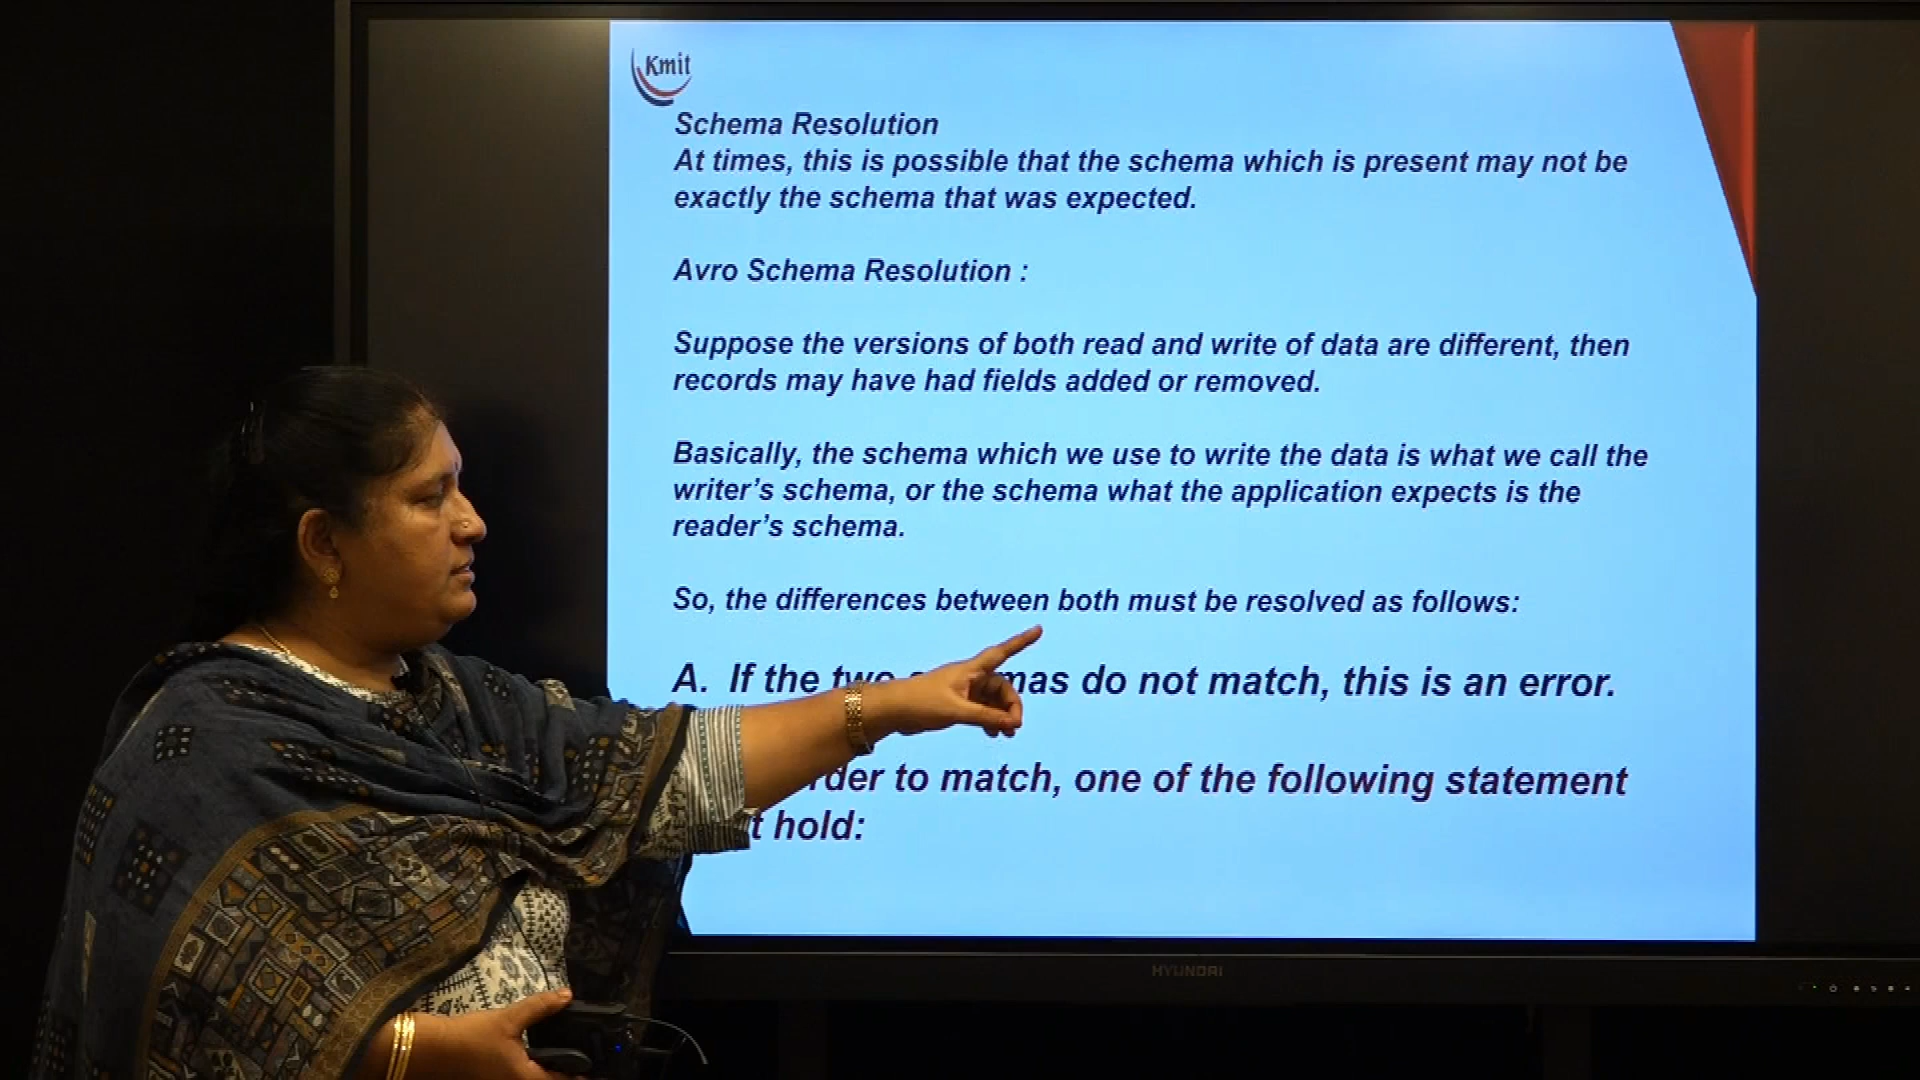 Kmit
Schema Resolution
At times, this is possible that the schema which is present may not be
exactly the schema that was expected.
Avro Schema Resolution :
Suppose the versions of both read and write of data are different, then
records may have had fields added or removed.
Basically, the schema which we use to write the data is what we call the
writer's schema, or the schema what the application expects is the
reader's schema.
So, the differences between both must be resolved as follows:
A. If the two do not match, this is an error.
to match, one of the following statement
hold:
HYUNDAI